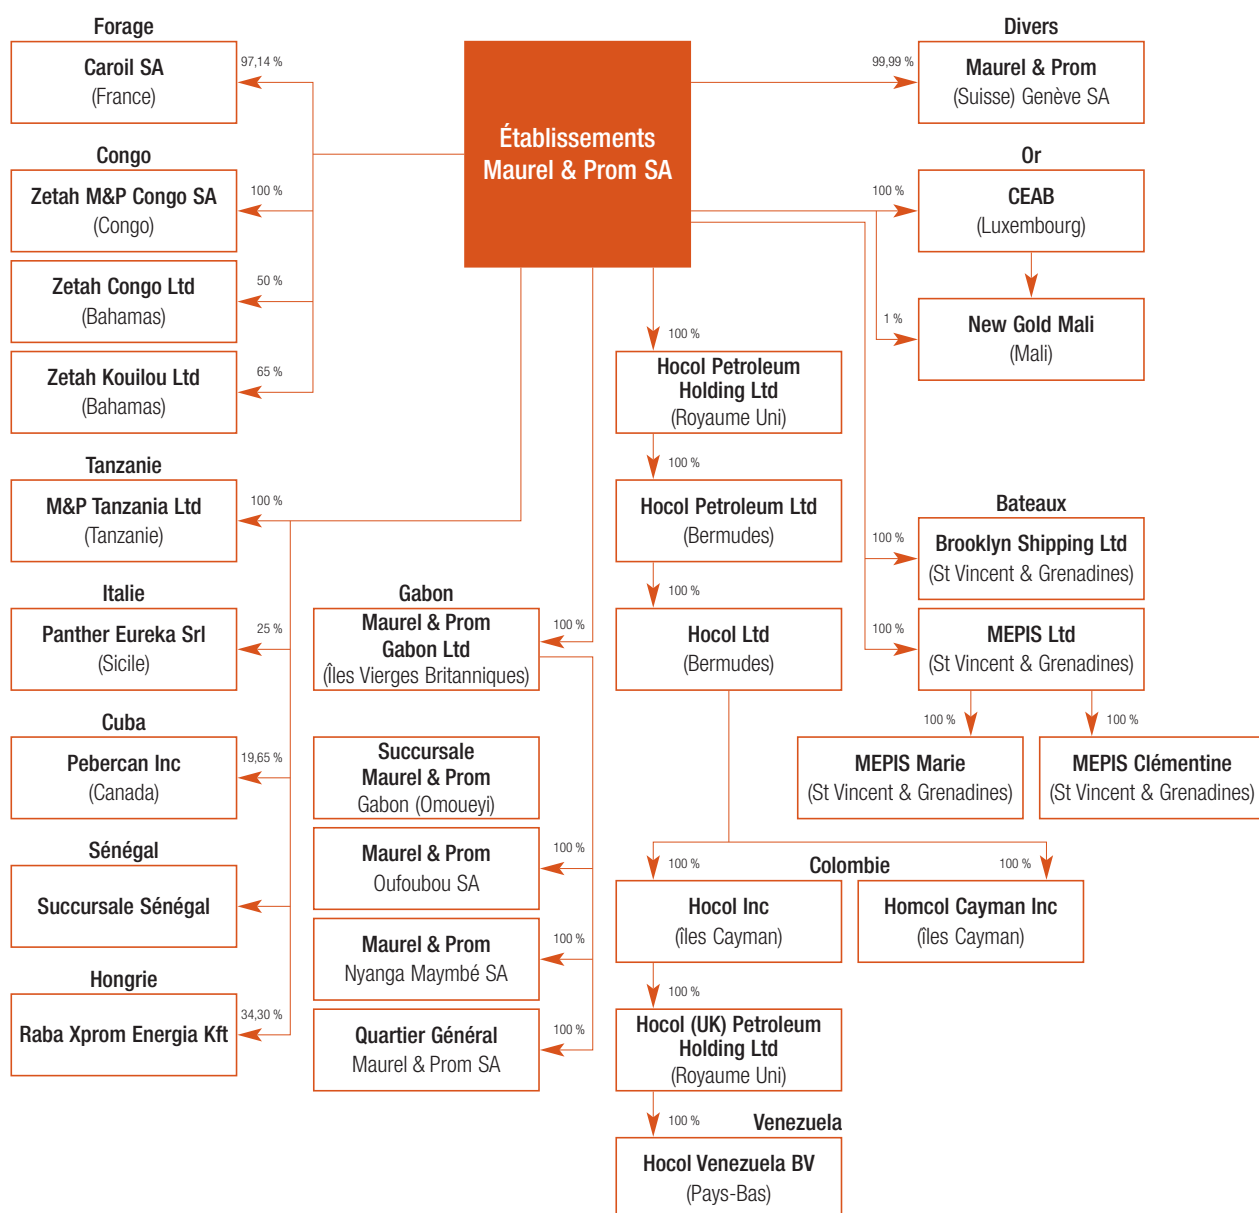 Forage
97,14 %
Caroil SA
(France)
Congo
100 %
Zetah M&P Congo SA
(Congo)
50 %
Zetah Congo Ltd
(Bahamas)
65 %
Zetah Kouilou Ltd
(Bahamas)
Tanzanie
100 %
M&P Tanzania Ltd
(Tanzanie)
Italie
25 %
Panther Eureka Srl
(Sicile)
Cuba
19,65 %
Pebercan Inc
(Canada)
Sénégal
Succursale Sénégal
Hongrie
34,30 %
Raba Xprom Energia Kft
Établissements
Maurel & Prom SA
Gabon
100 %
Maurel & Prom
Gabon Ltd
(Îles Vierges Britanniques)
Succursale
Maurel & Prom
Gabon (Omoueyi)
100 %
Maurel & Prom
Oufoubou SA
100 %
Maurel & Prom
Nyanga Maymbé SA
100 %
Quartier Général
Maurel & Prom SA
100 %
Hocol Petroleum
Holding Ltd
(Royaume Uni)
100 %
Hocol Petroleum Ltd
(Bermudes)
100 %
Hocol Ltd
(Bermudes)
Colombie
100 %
Hocol Inc
(îles Cayman)
100 %
Homcol Cayman Inc
(îles Cayman)
100 %
Hocol (UK) Petroleum
Holding Ltd
(Royaume Uni)
100 %
Venezuela
Hocol Venezuela BV
(Pays-Bas)
Divers
99,99 %
Maurel & Prom
(Suisse) Genève SA
Or
100 %
CEAB
(Luxembourg)
1 %
New Gold Mali
(Mali)
Bateaux
100 %
Brooklyn Shipping Ltd
(St Vincent & Grenadines)
100 %
MEPIS Ltd
(St Vincent & Grenadines)
100 %
MEPIS Marie
(St Vincent & Grenadines)
100 %
MEPIS Clémentine
(St Vincent & Grenadines)